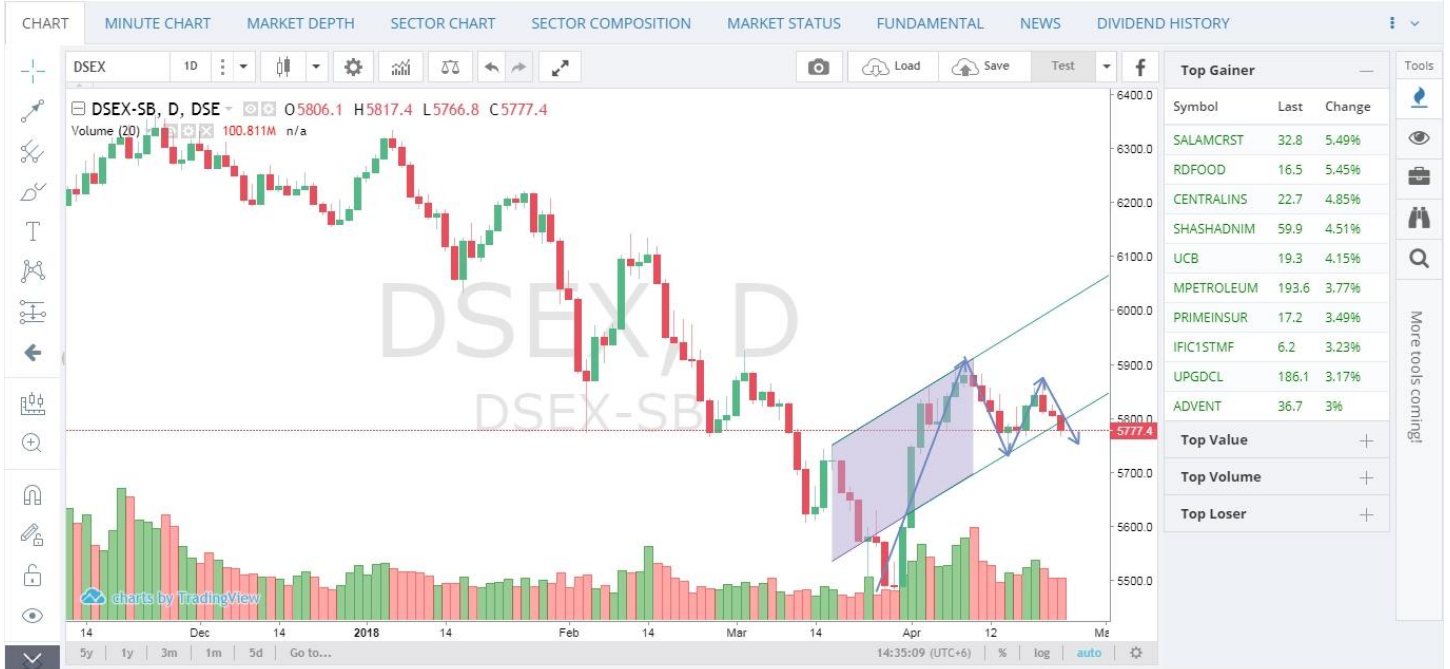 CHART MINUTE CHART MARKET DEPTH SECTOR CHART SECTOR COMPOSITION MARKET STATUS FUNDAMENTAL NEWS DIVIDEND HISTORY
DSEX 1D Load Save Test
DSEX-SB, D, DSE O5806.1 H5817.4 L5766.8 C5777.4
Volume (20) 100.811M n/a
DSEX, D
DSEX-SB
6400.0
6300.0
6200.0
6100.0
6000.0
5900.0
5800.0
5777.4
5700.0
5600.0
5500.0
charts by TradingView
14 Dec 14 2018 14 Feb 14 Mar 14 Apr 12 Ma
5y 1y 3m 1m 5d Go to... 14:35:09 (UTC+6) % log auto
Top Gainer
Symbol Last Change
SALAMCRST 32.8 5.49%
RDFOOD 16.5 5.45%
CENTRALINS 22.7 4.85%
SHASHADNIM 59.9 4.51%
UCB 19.3 4.15%
MPETROLEUM 193.6 3.77%
PRIMEINSUR 17.2 3.49%
IFIC1STMF 6.2 3.23%
UPGDCL 186.1 3.17%
ADVENT 36.7 3%
Top Value
Top Volume
Top Loser
Tools
More tools coming!